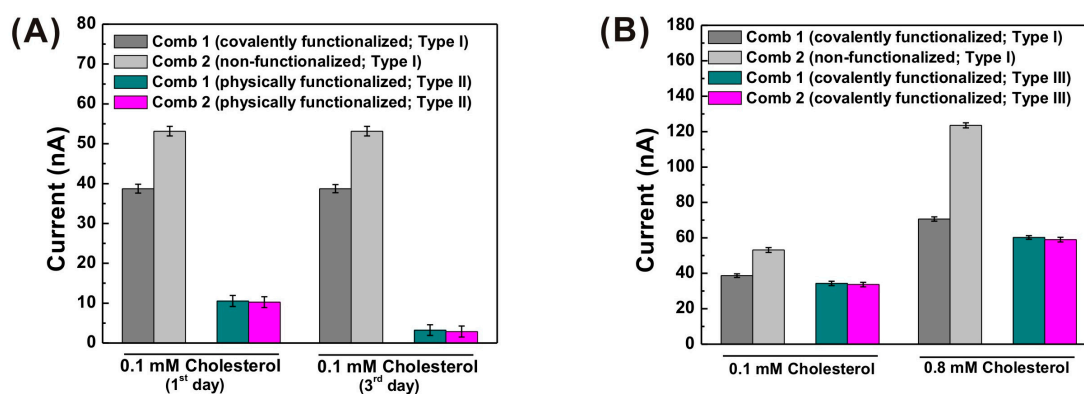 (A)
Current (nA)
80
70
60
50
40
30
20
10
0
Comb 1 (covalently functionalized; Type I)
Comb 2 (non-functionalized; Type I)
Comb 1 (physically functionalized; Type II)
Comb 2 (physically functionalized; Type II)
0.1 mM Cholesterol
(1st day)
0.1 mM Cholesterol
(3rd day)
(B)
Current (nA)
180
160
140
120
100
80
60
40
20
0
Comb 1 (covalently functionalized; Type I)
Comb 2 (non-functionalized; Type I)
Comb 1 (covalently functionalized; Type III)
Comb 2 (covalently functionalized; Type III)
0.1 mM Cholesterol
0.8 mM Cholesterol